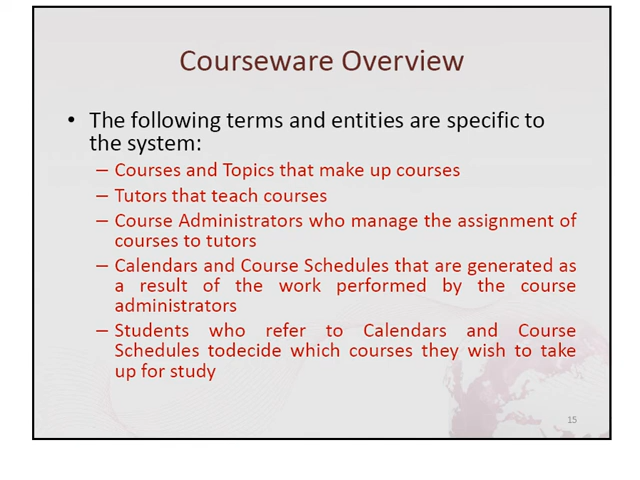 Courseware Overview
• The following terms and entities are specific to
the system:
– Courses and Topics that make up courses
– Tutors that teach courses
– Course Administrators who manage the assignment of
courses to tutors
– Calendars and Course Schedules that are generated as
a result of the work performed by the course
administrators
– Students who refer to Calendars and Course
Schedules todecide which courses they wish to take
up for study
15